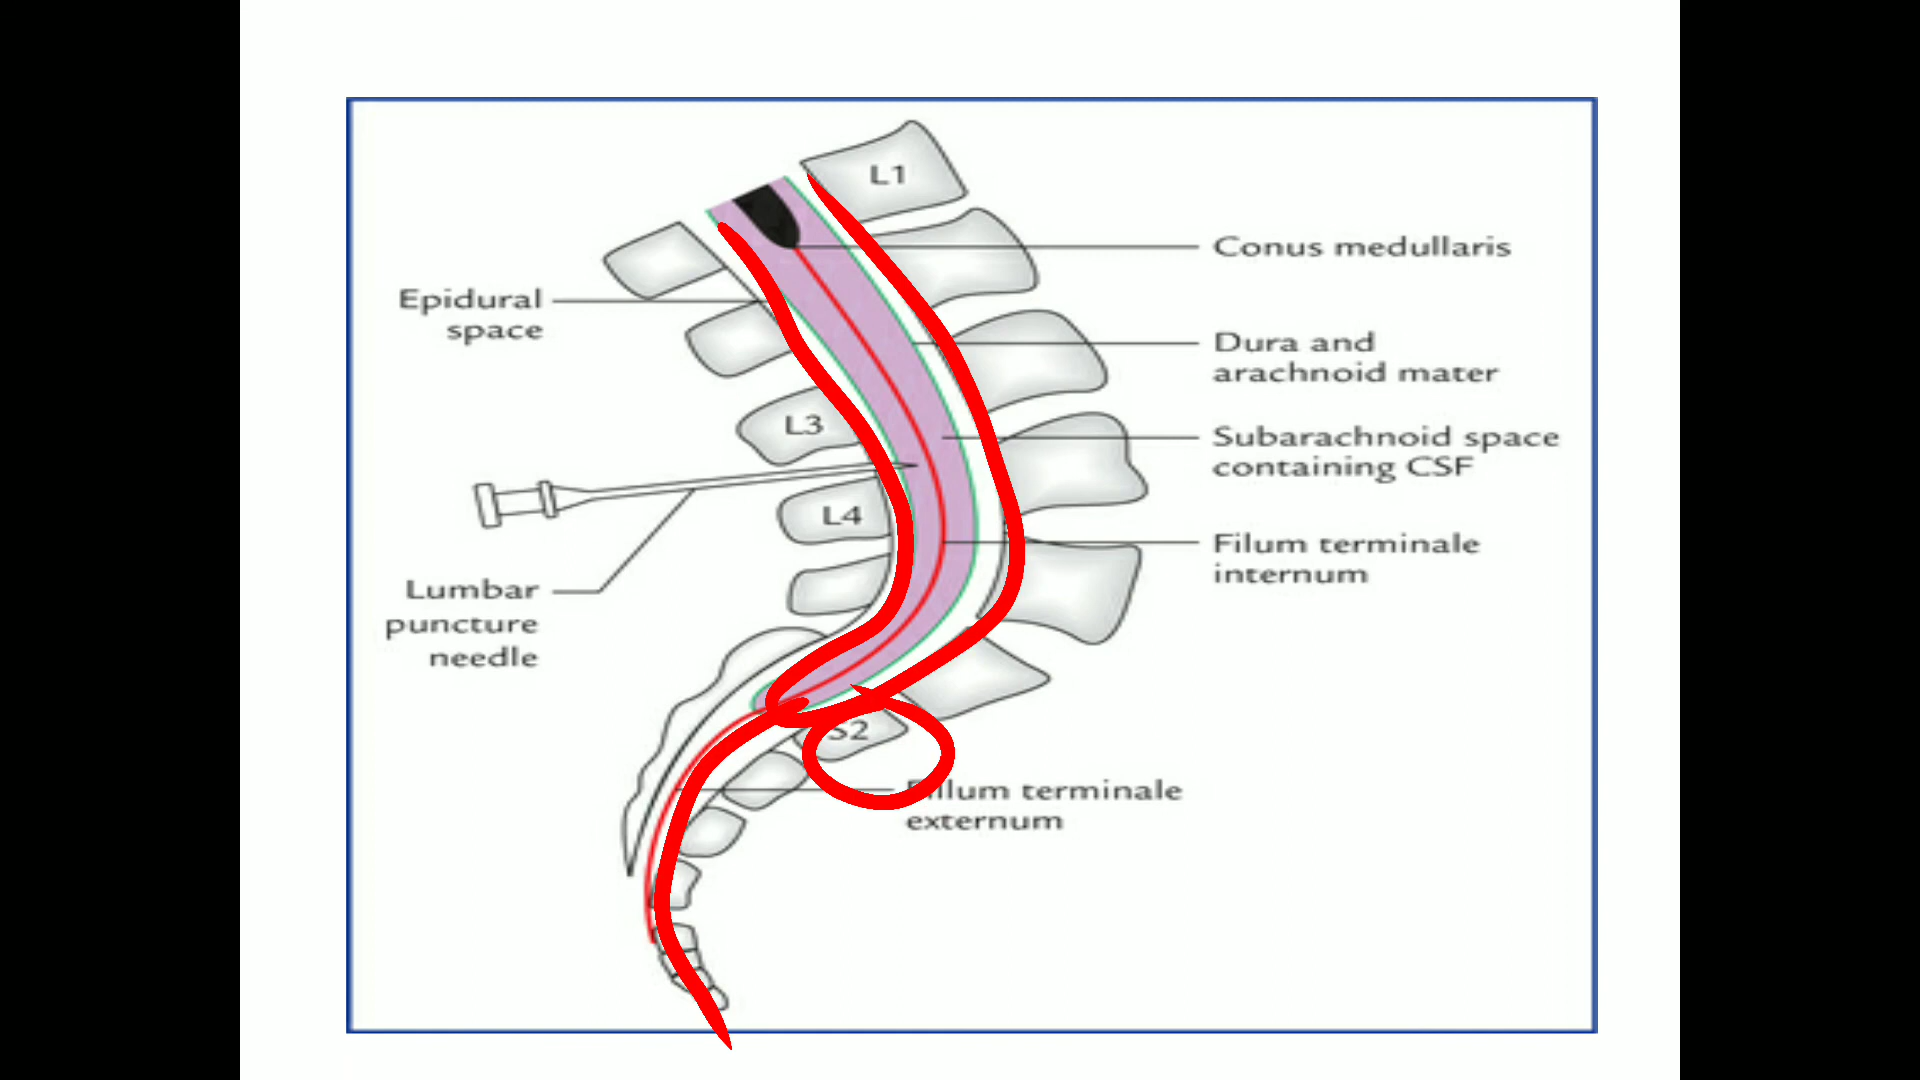 L1
Conus medullaris
Epidural
space
Dura and
arachnoid mater
L3
Subarachnoid space
containing CSF
L4
Filum terminale
internum
Lumbar
puncture
needle
S2
Fillum terminale
externum